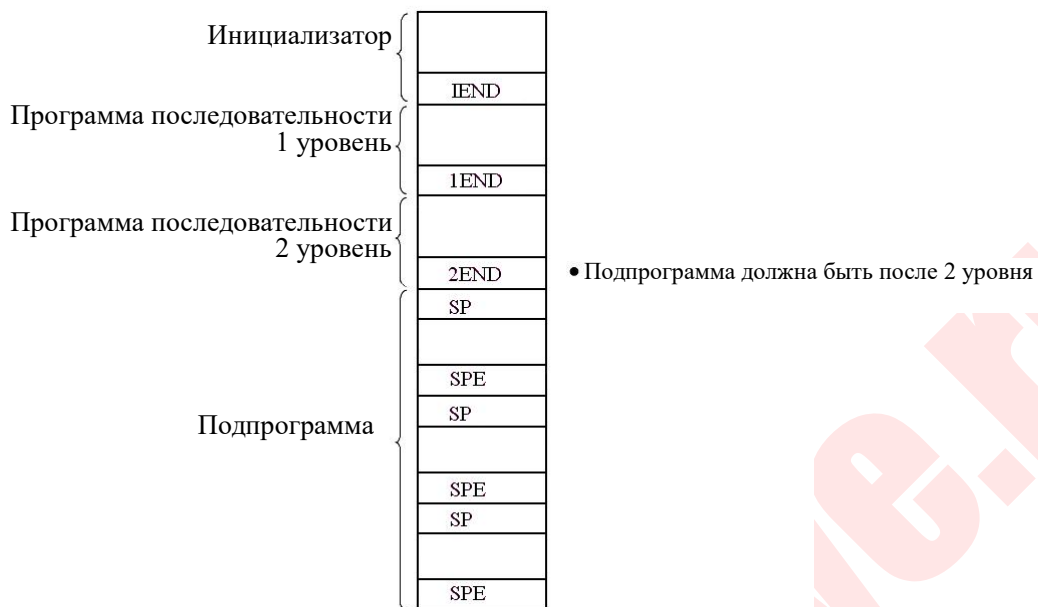 Инициализатор
IEND
Программа последовательности
1 уровень
1END
Программа последовательности
2 уровень
2END
• Подпрограмма должна быть после 2 уровня
SP
SPE
SP
Подпрограмма
SPE
SP
SPE